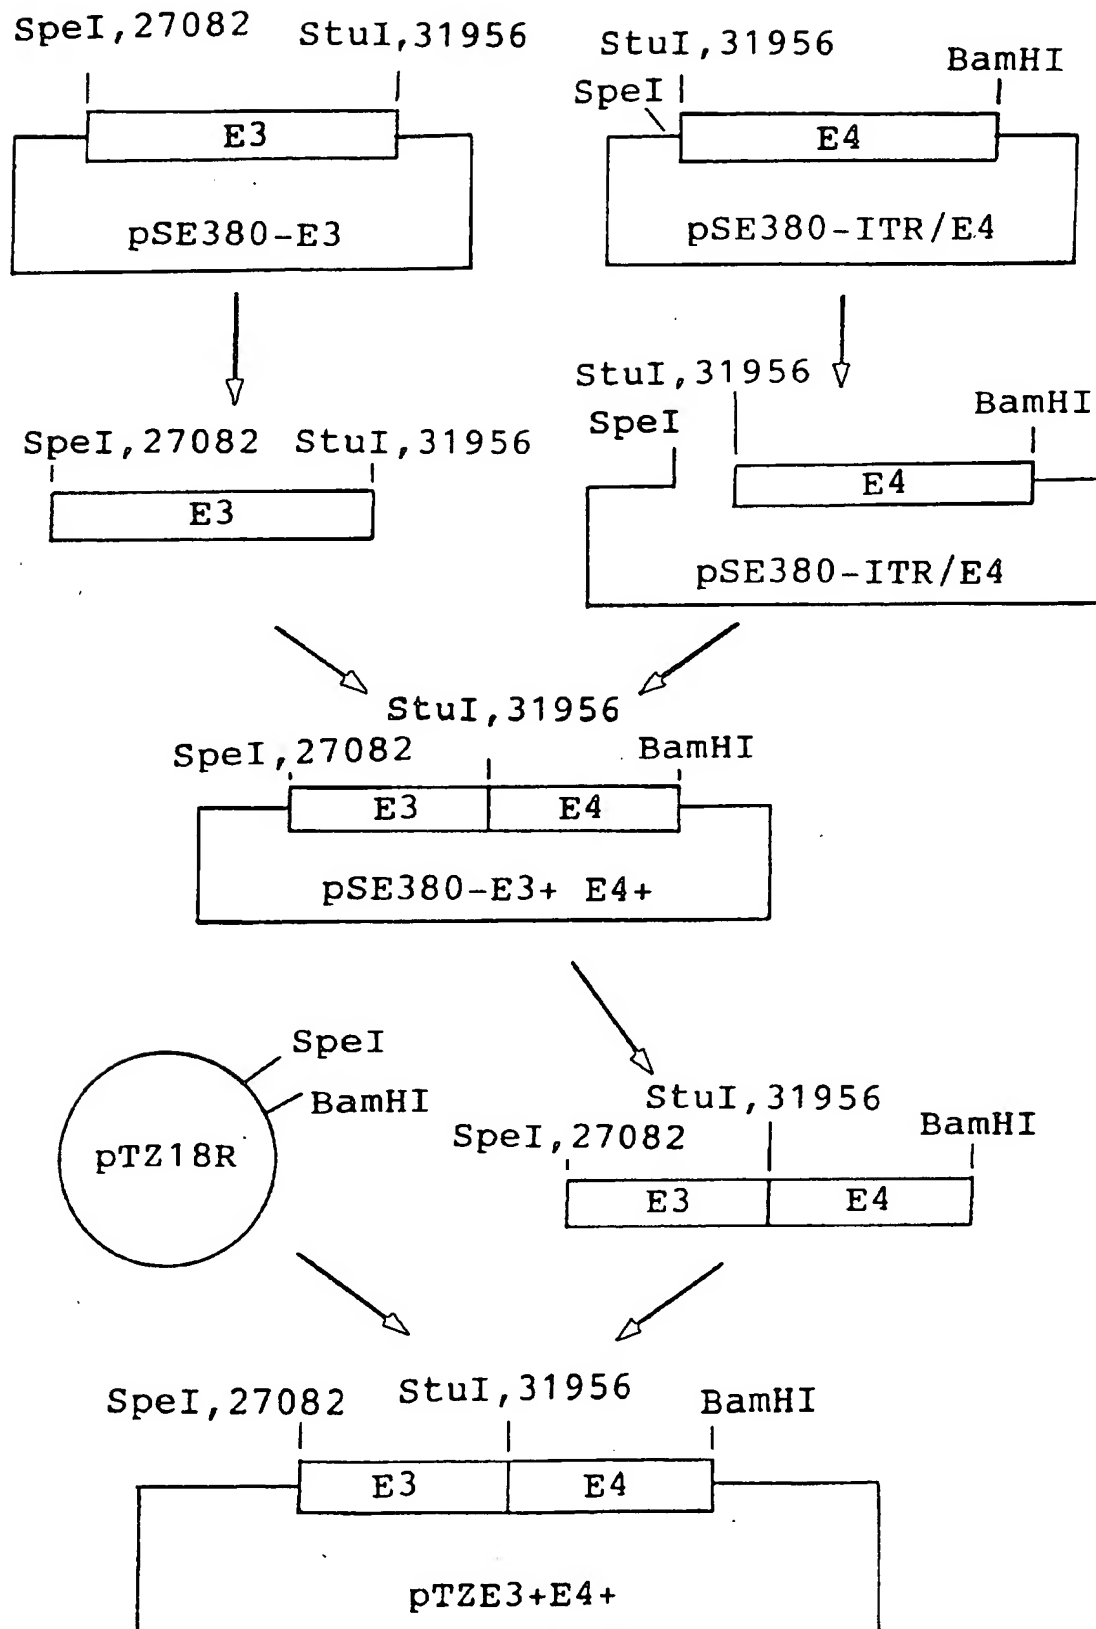 SpeI,27082 StuI,31956
E3
pSE380-E3
StuI,31956
BamHI
SpeI
E4
pSE380-ITR/E4
SpeI,27082 StuI,31956
E3
StuI,31956
BamHI
SpeI
E4
pSE380-ITR/E4
StuI,31956
SpeI,27082
BamHI
E3 E4
pSE380-E3+ E4+
SpeI
BamHI
pTZ18R
StuI,31956
SpeI,27082
BamHI
E3 E4
SpeI,27082 StuI,31956 BamHI
E3 E4
pTZE3+E4+